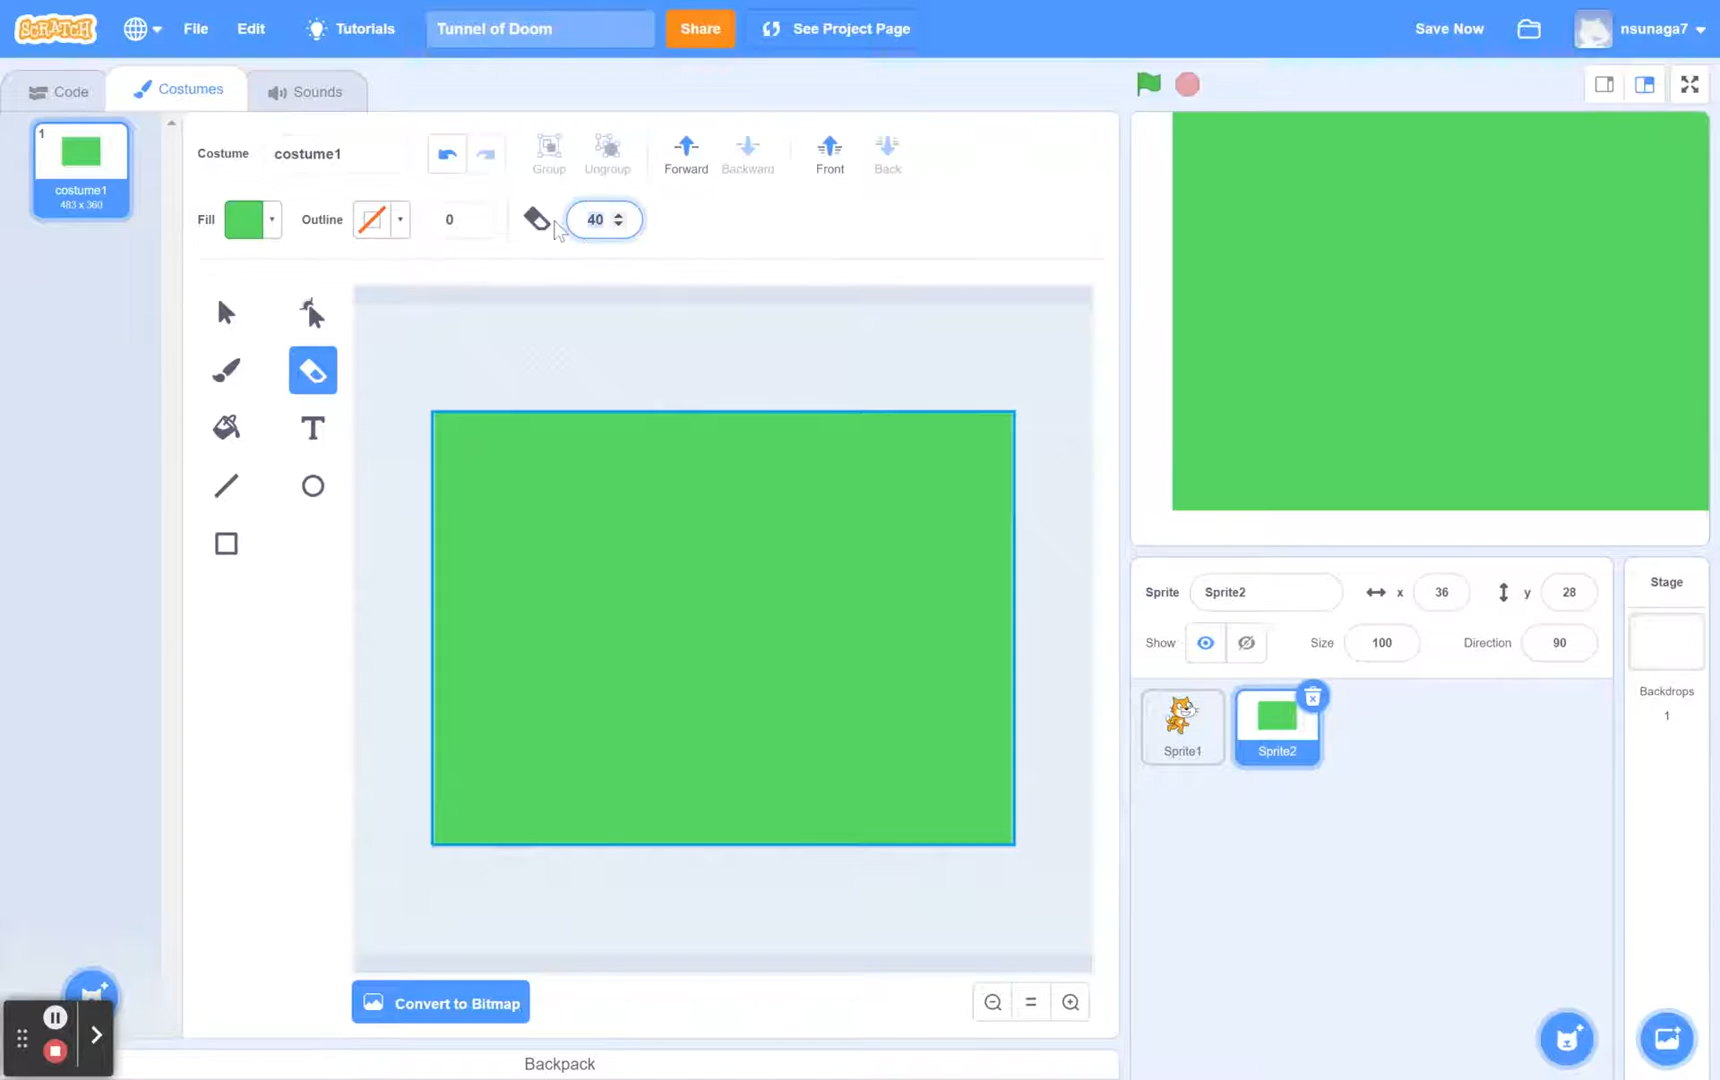 SCRATCH
File
Edit
Tutorials
Tunnel of Doom
Share
See Project Page
Save Now
nsunaga7
Code
Costumes
Sounds
1
costume1
483 x 360
Costume
costume1
Group
Ungroup
Forward
Backward
Front
Back
Fill
Outline
0
40
T
Convert to Bitmap
Backpack
Sprite
Sprite2
x
36
y
28
Show
Size
100
Direction
90
Sprite1
Sprite2
Stage
Backdrops
1